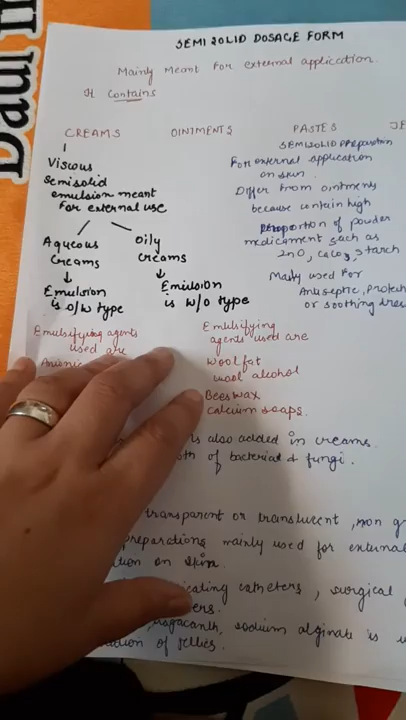 SEMI SOLID DOSAGE FORM
Mainly Meant For external application.
It Contains
CREAMS
OINTMENTS
PASTES
JE
Viscous
Semisolid
emulsion meant
For external use
Aqueous
Creams
Emulsion
is O/W type
Oily
Creams
Emulsion
is W/O type
SEMISOLID PREPARATION
For external application
on skin.
Differ from ointments
because contain high
proportion of powder
medicament such as
ZnO, CaCO3, Starch
Mainly used for
Antiseptic, Protec
or soothing
Emulsifying agents
used are
Anionic
Emulsifying
agents used are
Wool fat
wool alcohol
Beeswax
calcium soaps.
is also added in creams.
of bacterial & fungi.
transparent or translucent, non g
preparations mainly used for external
on skin.
catheters, surgical
sodium alginate is u
of Jellies.